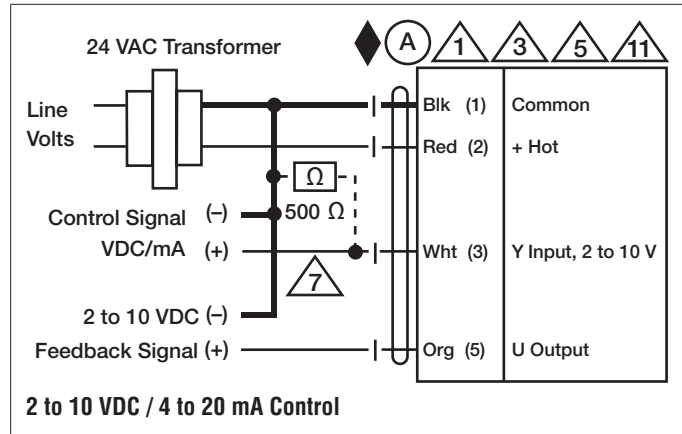 24 VAC Transformer
A 1 3 5 11
Line
Volts
Blk (1) Common
Red (2) + Hot
Ω
500 Ω
Control Signal (–)
VDC/mA (+)
7
Wht (3) Y Input, 2 to 10 V
2 to 10 VDC (–)
Feedback Signal (+)
Org (5) U Output
2 to 10 VDC / 4 to 20 mA Control